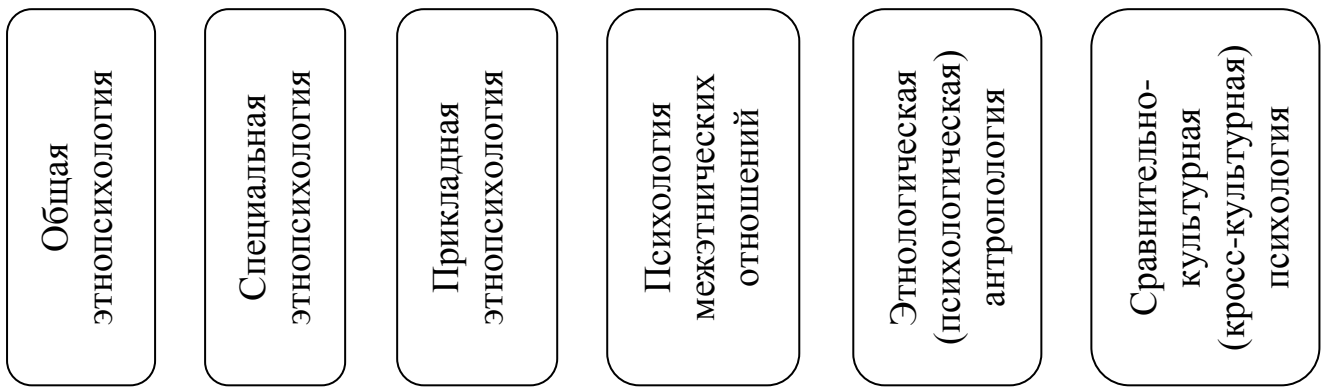 Общая
этнопсихология
Специальная
этнопсихология
Прикладная
этнопсихология
Психология
межэтнических
отношений
Этнологическая
(психологическая)
антропология
Сравнительно-
культурная
(кросс-культурная)
психология